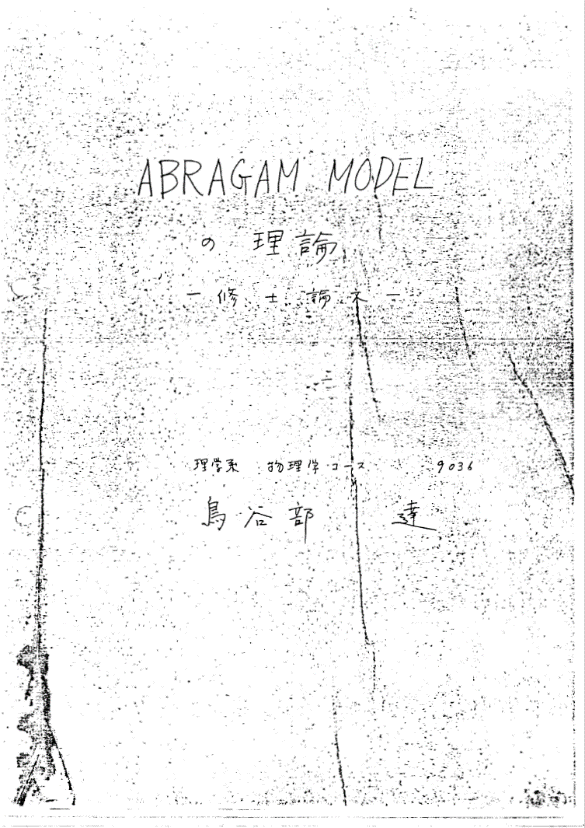 ABRAGAM MODEL
の 理論
— 修士論文 —
理学系 物理学コース 9036
鳥谷部 達